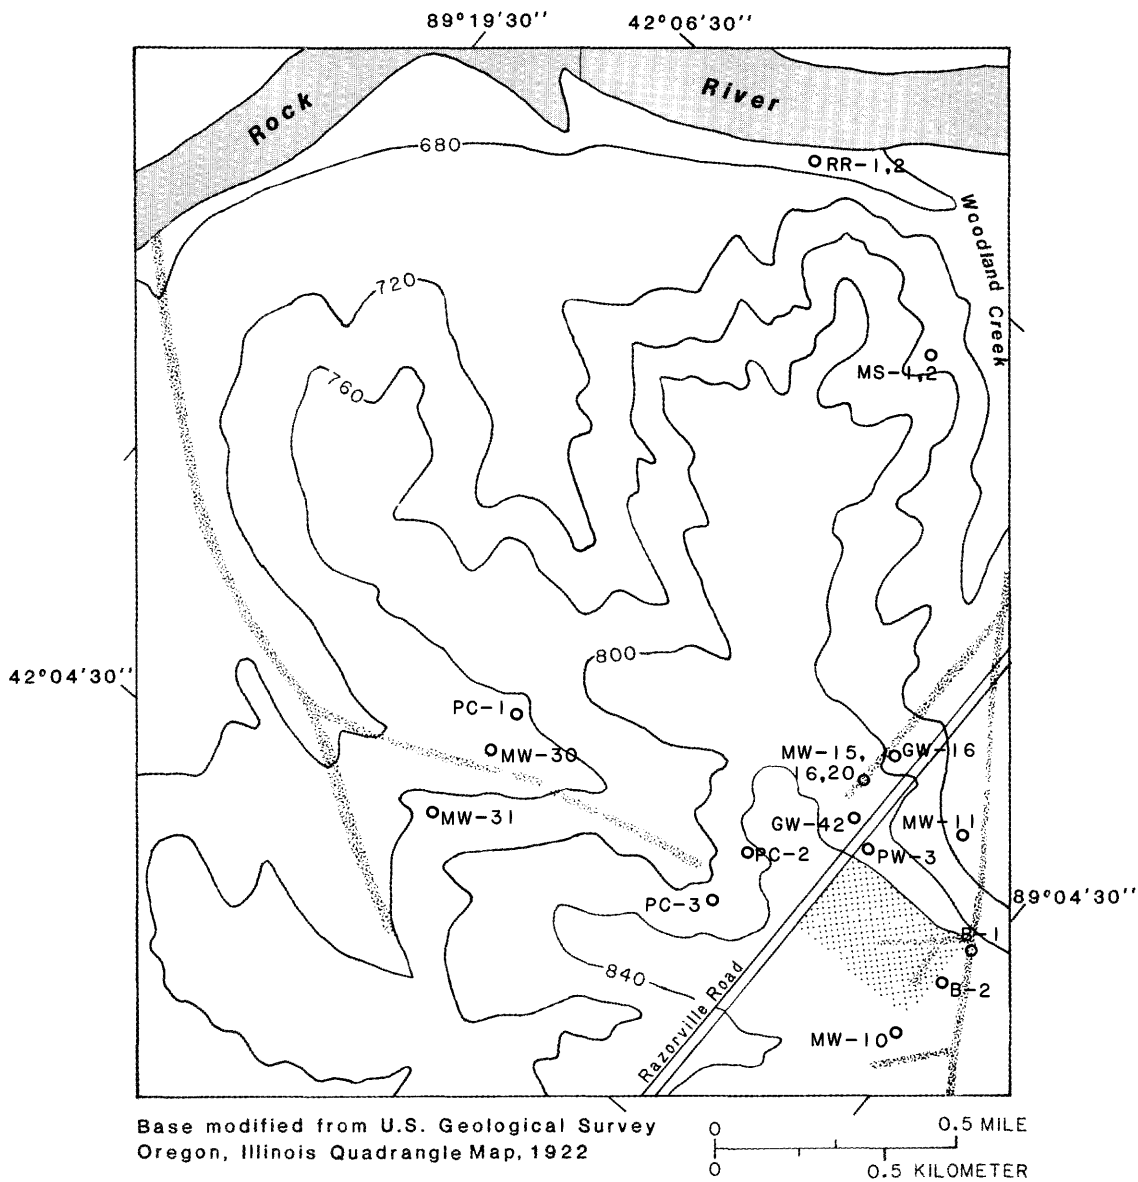 89°19'30''
42°06'30''
Rock
River
680
RR-1,2
Woodland Creek
720
760
MS-1,2
800
42°04'30''
PC-1
MW-30
MW-15,
16,20
GW-16
MW-31
GW-42
MW-11
PC-2
PW-3
PC-3
89°04'30''
B-1
840
B-2
Razorville Road
MW-10
Base modified from U.S. Geological Survey
Oregon, Illinois Quadrangle Map, 1922
0
0.5 MILE
0
0.5 KILOMETER